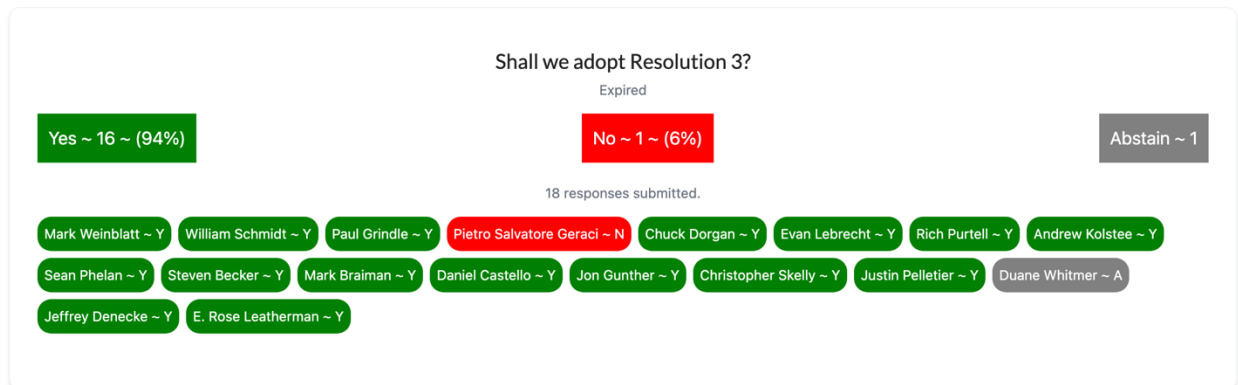 Shall we adopt Resolution 3?
Expired
Yes ~ 16 ~ (94%) No ~ 1 ~ (6%) Abstain ~ 1
18 responses submitted.
Mark Weinblatt ~ Y William Schmidt ~ Y Paul Grindle ~ Y Pietro Salvatore Geraci ~ N Chuck Dorgan ~ Y Evan Lebrecht ~ Y Rich Purtell ~ Y Andrew Kolstee ~ Y
Sean Phelan ~ Y Steven Becker ~ Y Mark Braiman ~ Y Daniel Castello ~ Y Jon Gunther ~ Y Christopher Skelly ~ Y Justin Pelletier ~ Y Duane Whitmer ~ A
Jeffrey Denecke ~ Y E. Rose Leatherman ~ Y